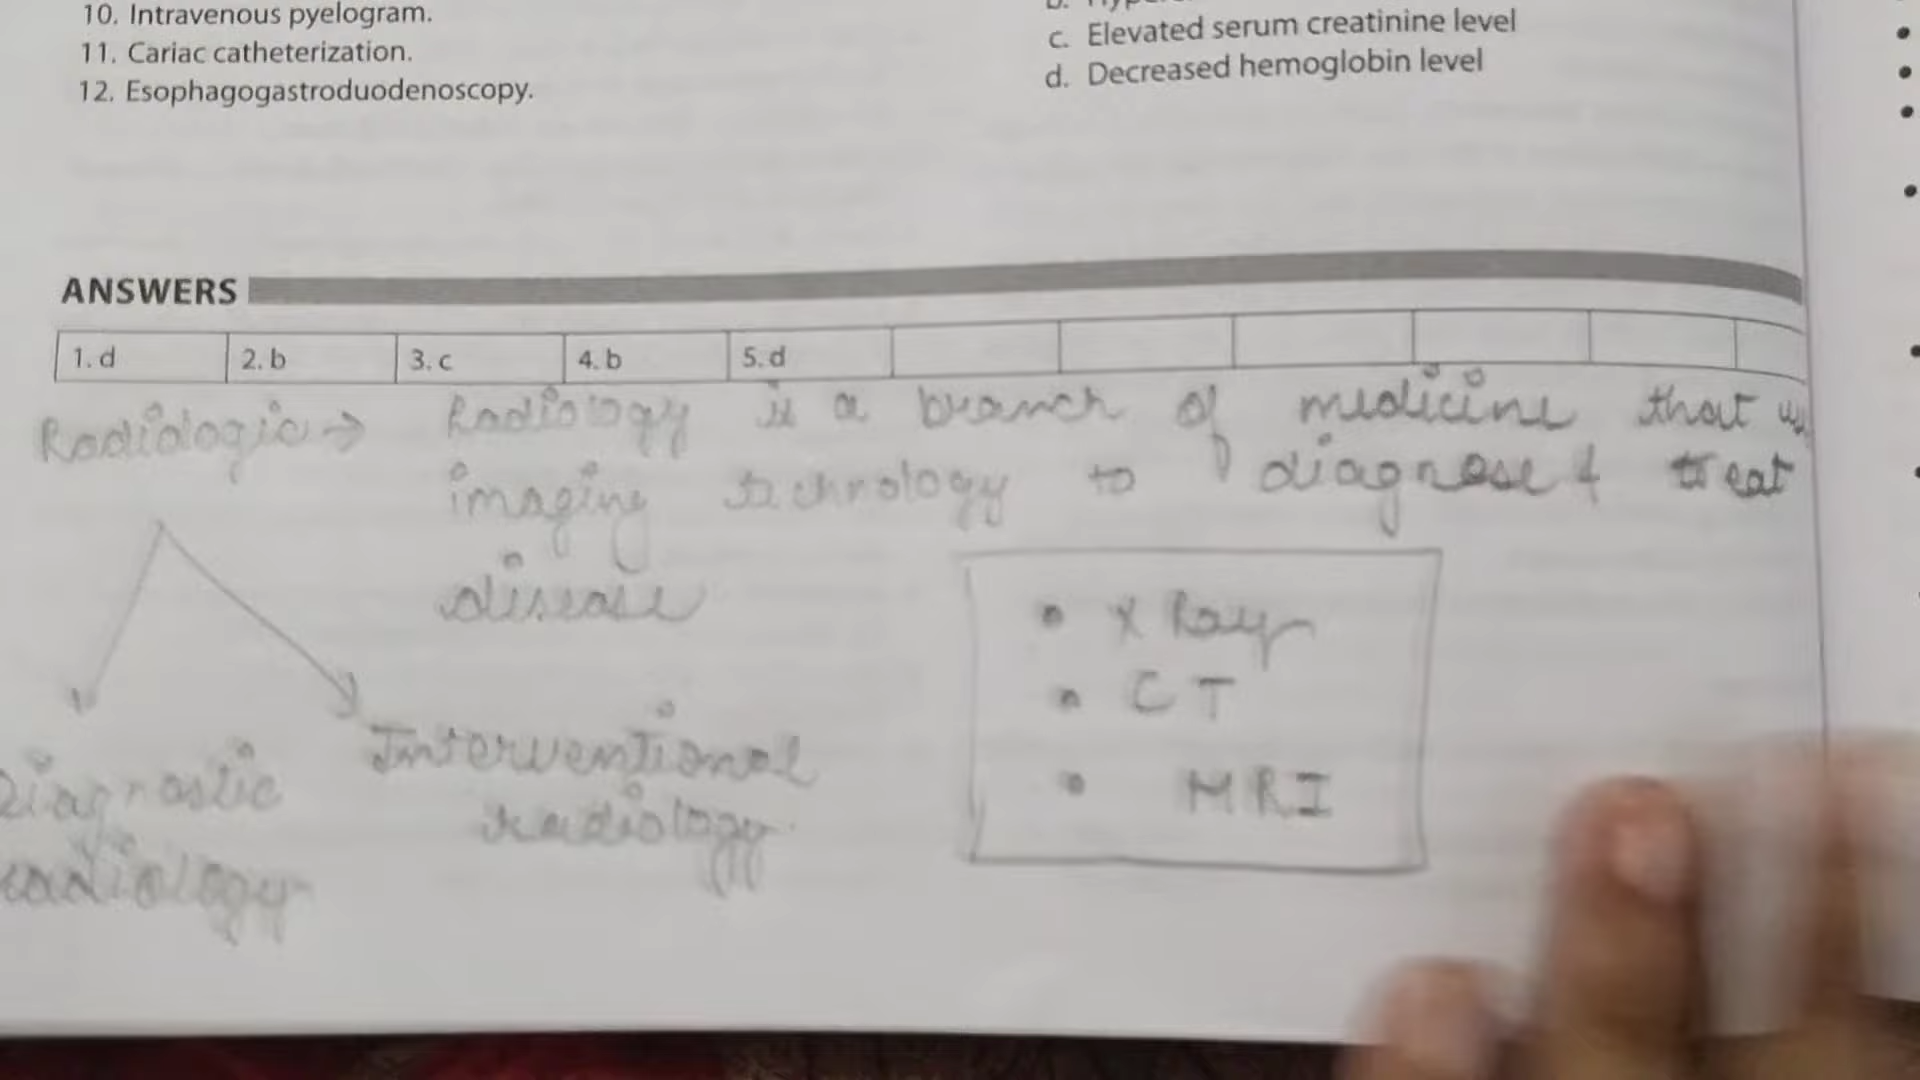 10. Intravenous pyelogram.
11. Cariac catheterization.
12. Esophagogastroduodenoscopy.
c. Elevated serum creatinine level
d. Decreased hemoglobin level
ANSWERS
1. d 2. b 3. c 4. b 5. d
Radiologic → Radiology is a branch of medicine that
imaging technology to diagnose & treat
disease
• X Ray
• CT
• MRI
Diagnostic
radiology
Interventional
radiology